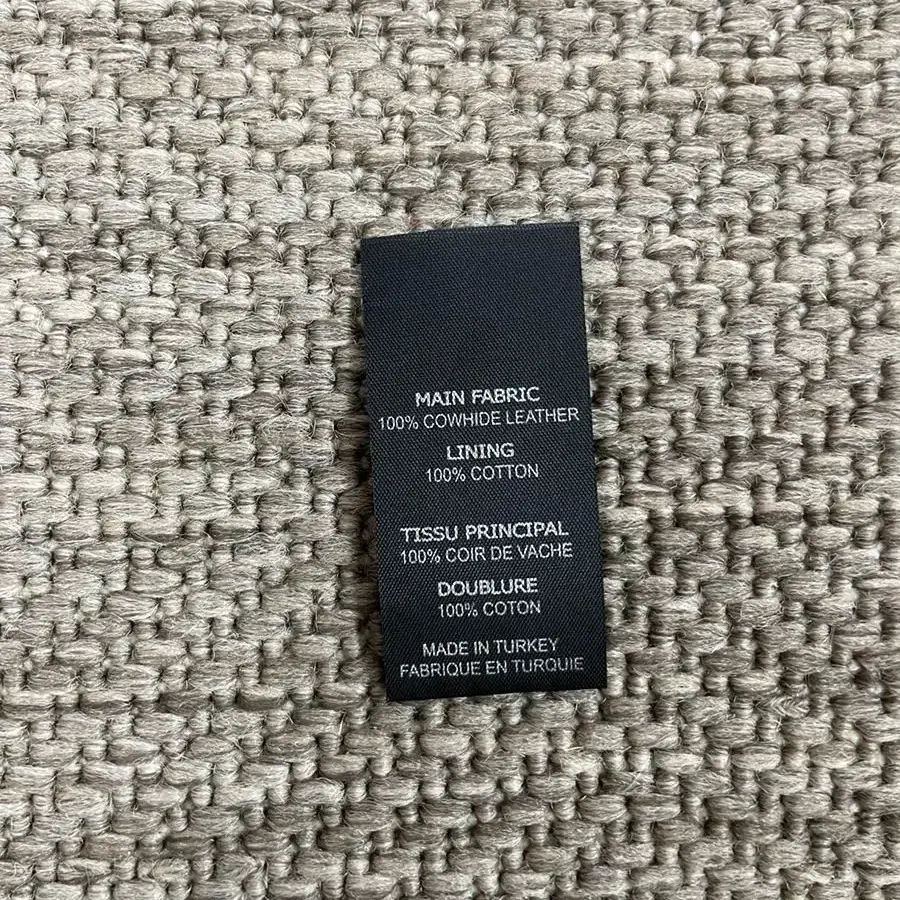 MAIN FABRIC
100% COWHIDE LEATHER
LINING
100% COTTON
TISSU PRINCIPAL
100% COIR DE VACHE
DOUBLURE
100% COTON
MADE IN TURKEY
FABRIQUE EN TURQUIE